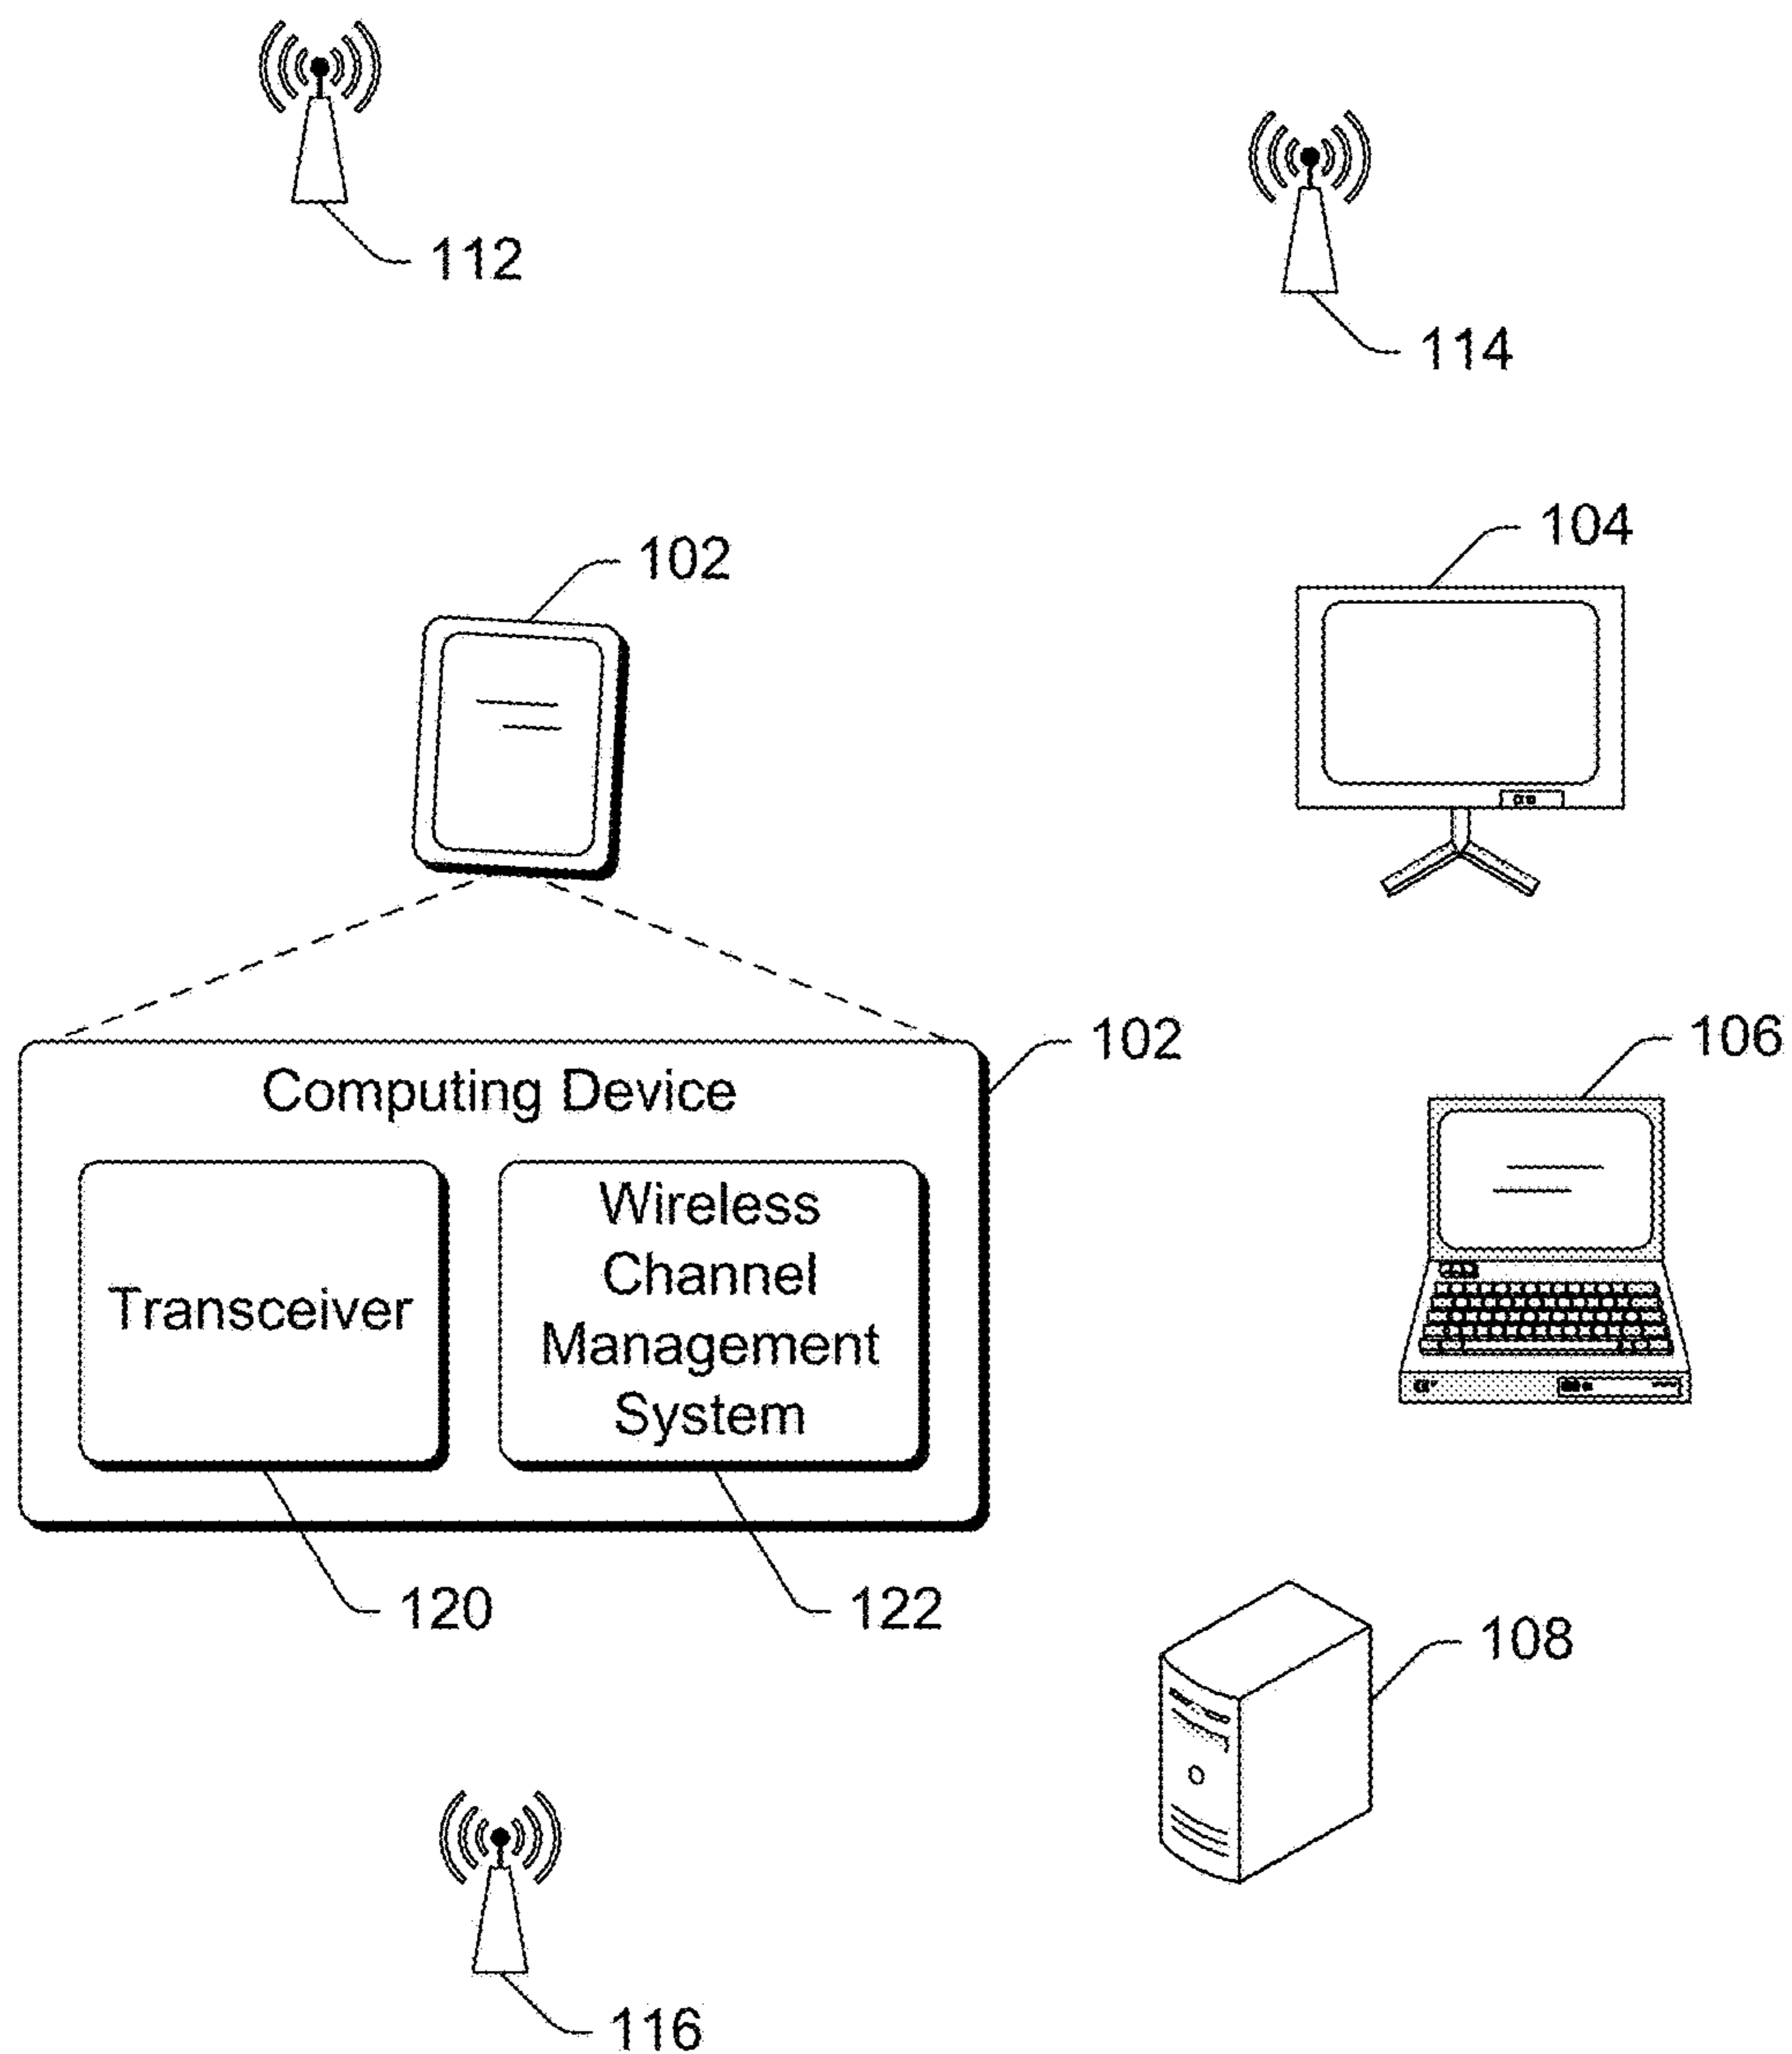 112
114
104
102
102
106
Computing Device
Transceiver
Wireless
Channel
Management
System
120
122
108
116